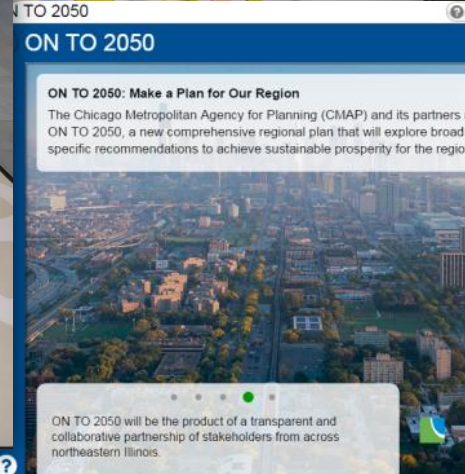 TO 2050
ON TO 2050
ON TO 2050: Make a Plan for Our Region
The Chicago Metropolitan Agency for Planning (CMAP) and its partners
ON TO 2050, a new comprehensive regional plan that will explore broad
specific recommendations to achieve sustainable prosperity for the regio
ON TO 2050 will be the product of a transparent and
collaborative partnership of stakeholders from across
northeastern Illinois.
?
?